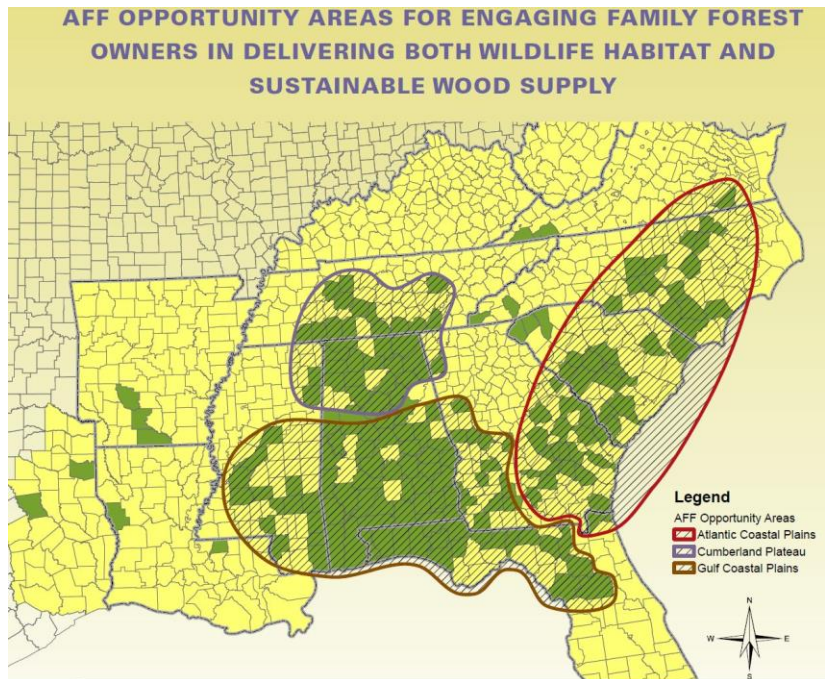 AFF OPPORTUNITY AREAS FOR ENGAGING FAMILY FOREST
OWNERS IN DELIVERING BOTH WILDLIFE HABITAT AND
SUSTAINABLE WOOD SUPPLY
Legend
AFF Opportunity Areas
Atlantic Coastal Plains
Cumberland Plateau
Gulf Coastal Plains
N
W
E
S